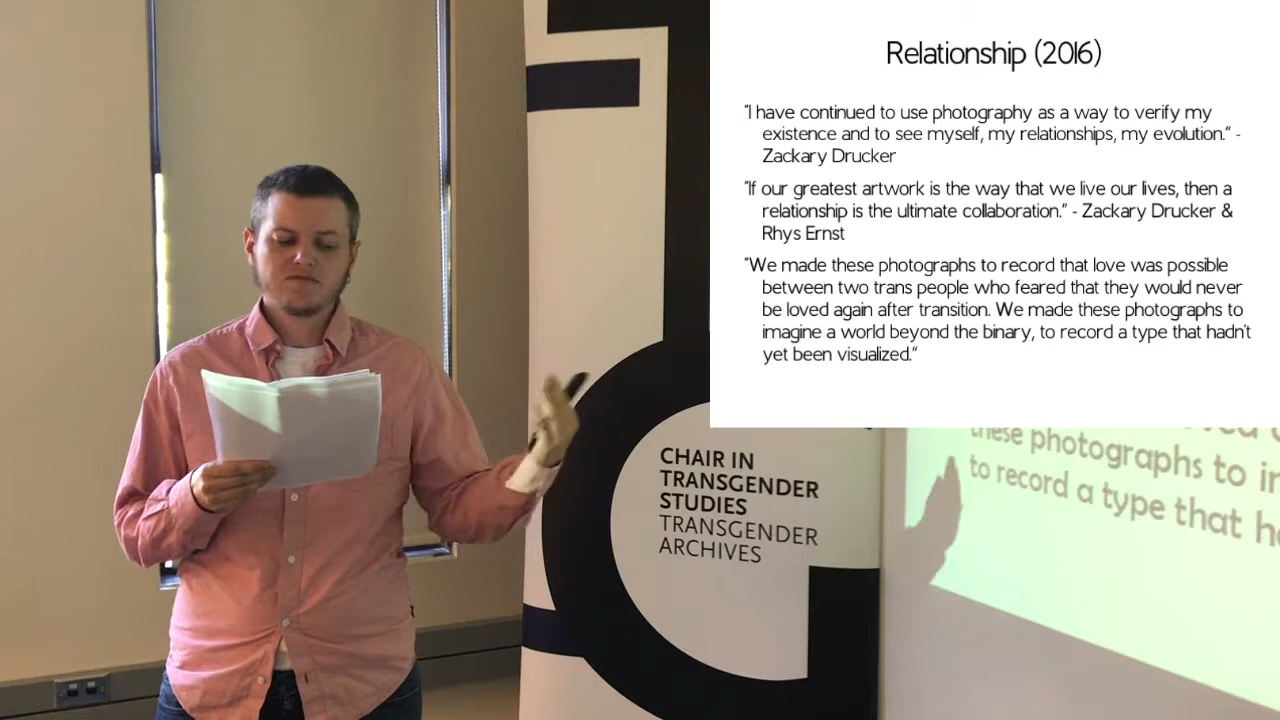 Relationship (2016)
"I have continued to use photography as a way to verify my
existence and to see myself, my relationships, my evolution." -
Zackary Drucker
"If our greatest artwork is the way that we live our lives, then a
relationship is the ultimate collaboration." - Zackary Drucker &
Rhys Ernst
"We made these photographs to record that love was possible
between two trans people who feared that they would never
be loved again after transition. We made these photographs to
imagine a world beyond the binary, to record a type that hadn't
yet been visualized."
CHAIR IN
TRANSGENDER
STUDIES
TRANSGENDER
ARCHIVES
these photographs to
to record a type that